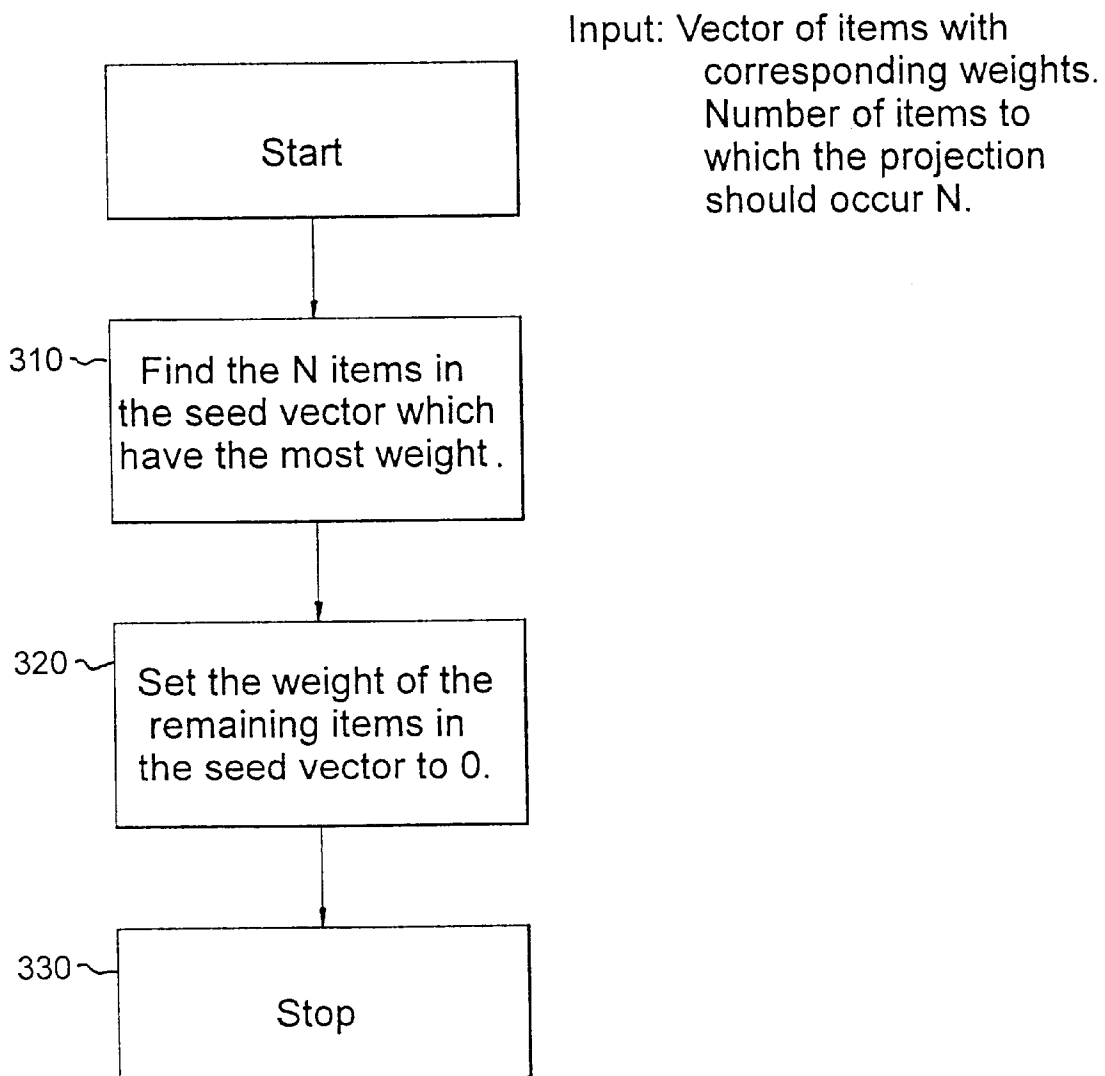 Input: Vector of items with
corresponding weights.
Number of items to
which the projection
should occur N.
Start
310
Find the N items in
the seed vector which
have the most weight.
320
Set the weight of the
remaining items in
the seed vector to 0.
330
Stop